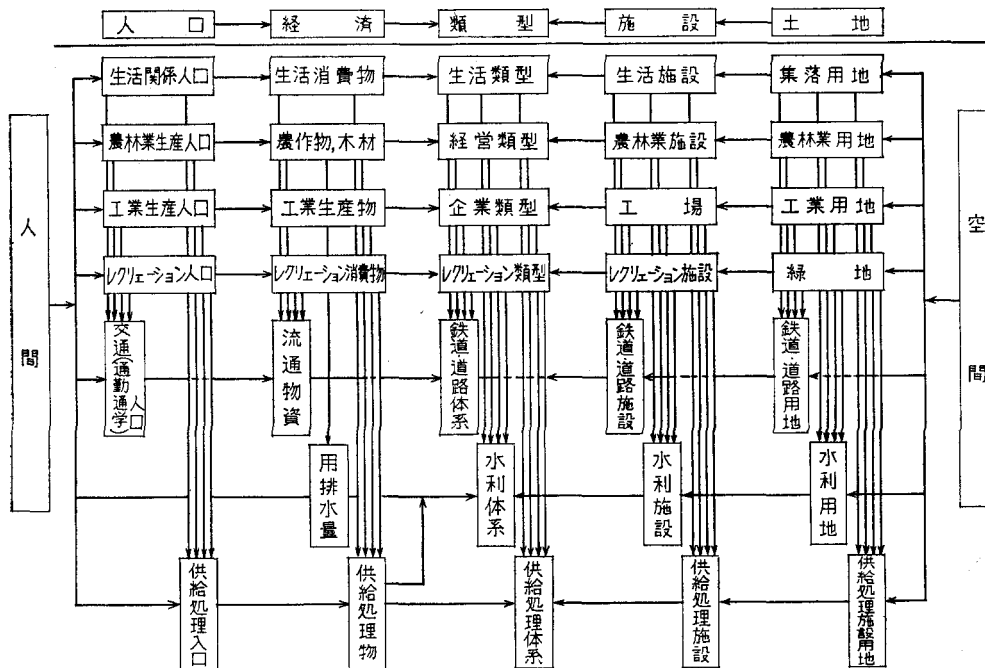 人口
経済
類型
施設
土地
生活関係人口
生活消費物
生活類型
生活施設
集落用地
農林業生産人口
農作物,木材
経営類型
農林業施設
農林業用地
工業生産人口
工業生産物
企業類型
工場
工業用地
レクリェーション人口
レクリェーション消費物
レクリェーション類型
レクリェーション施設
緑地
人間
空間
交通(通勤通学)人口
流通物資
鉄道・道路体系
鉄道・道路施設
鉄道・道路用地
用排水量
水利体系
水利施設
水利用地
供給処理人口
供給処理物
供給処理体系
供給処理施設
供給処理施設用地